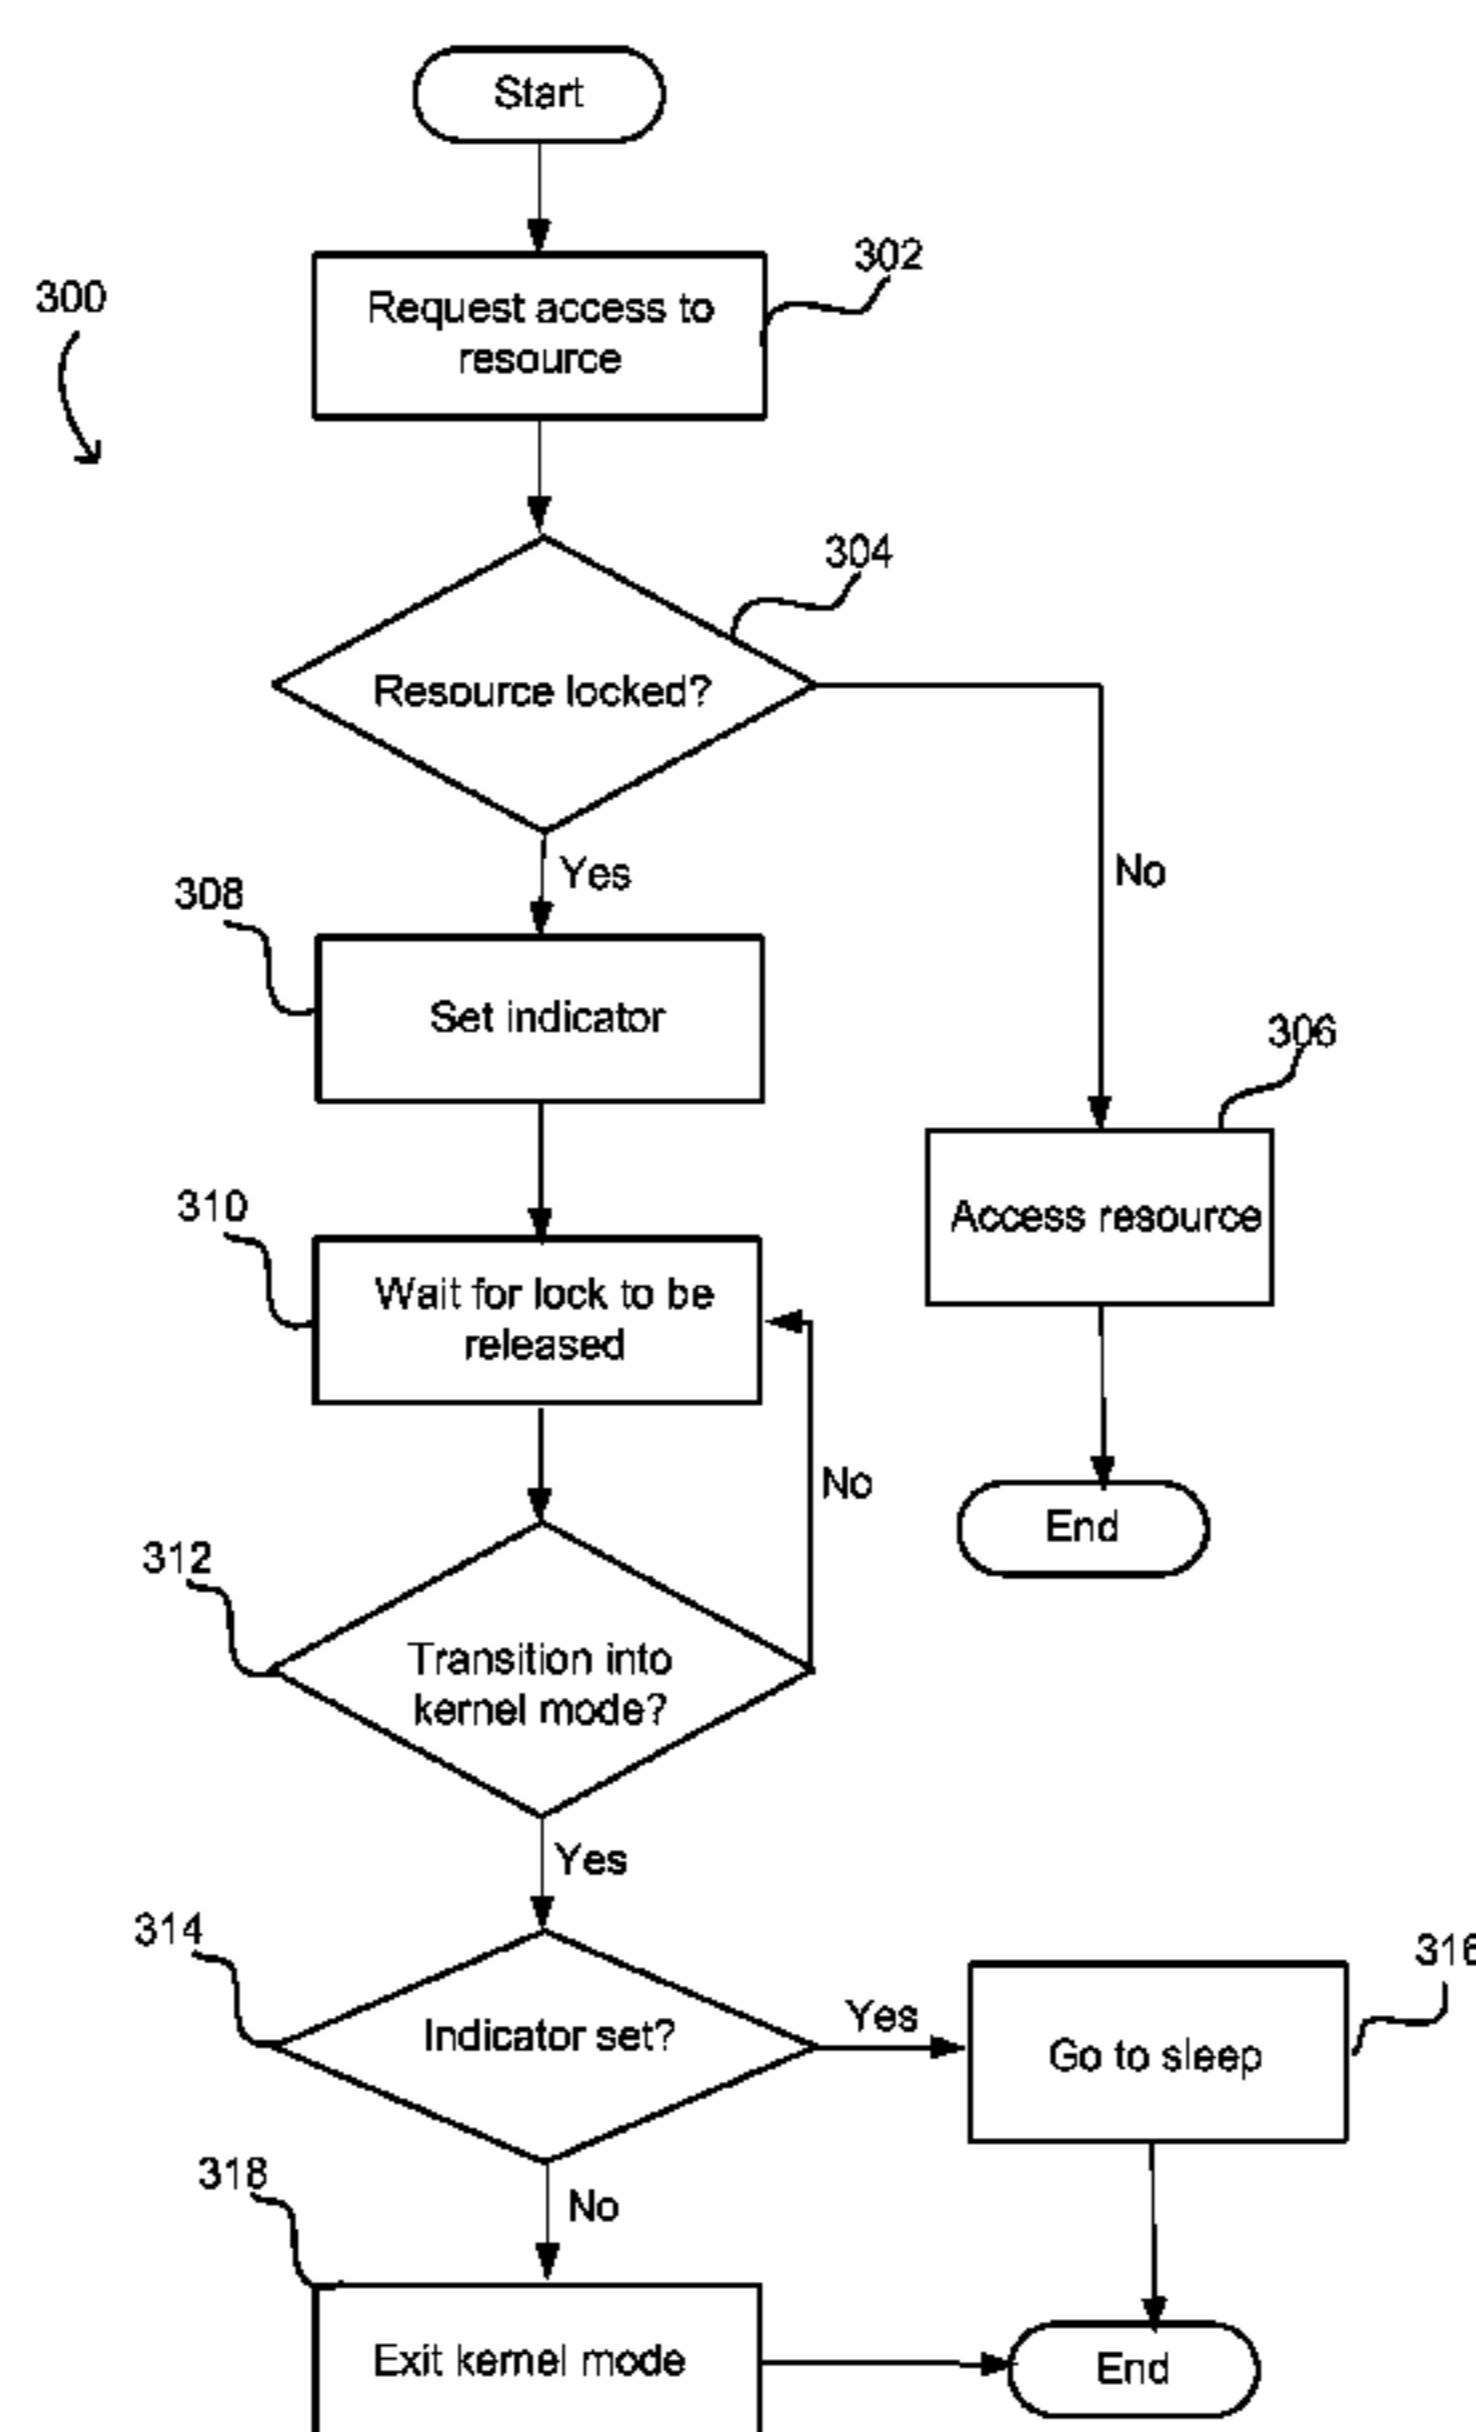 Start
302
300
Request access to
resource
304
Resource locked?
Yes
No
308
Set indicator
306
310
Access resource
Wait for lock to be
released
No
End
312
Transition into
kernel mode?
Yes
314
316
Indicator set?
Yes
Go to sleep
318
No
Exit kernel mode
End